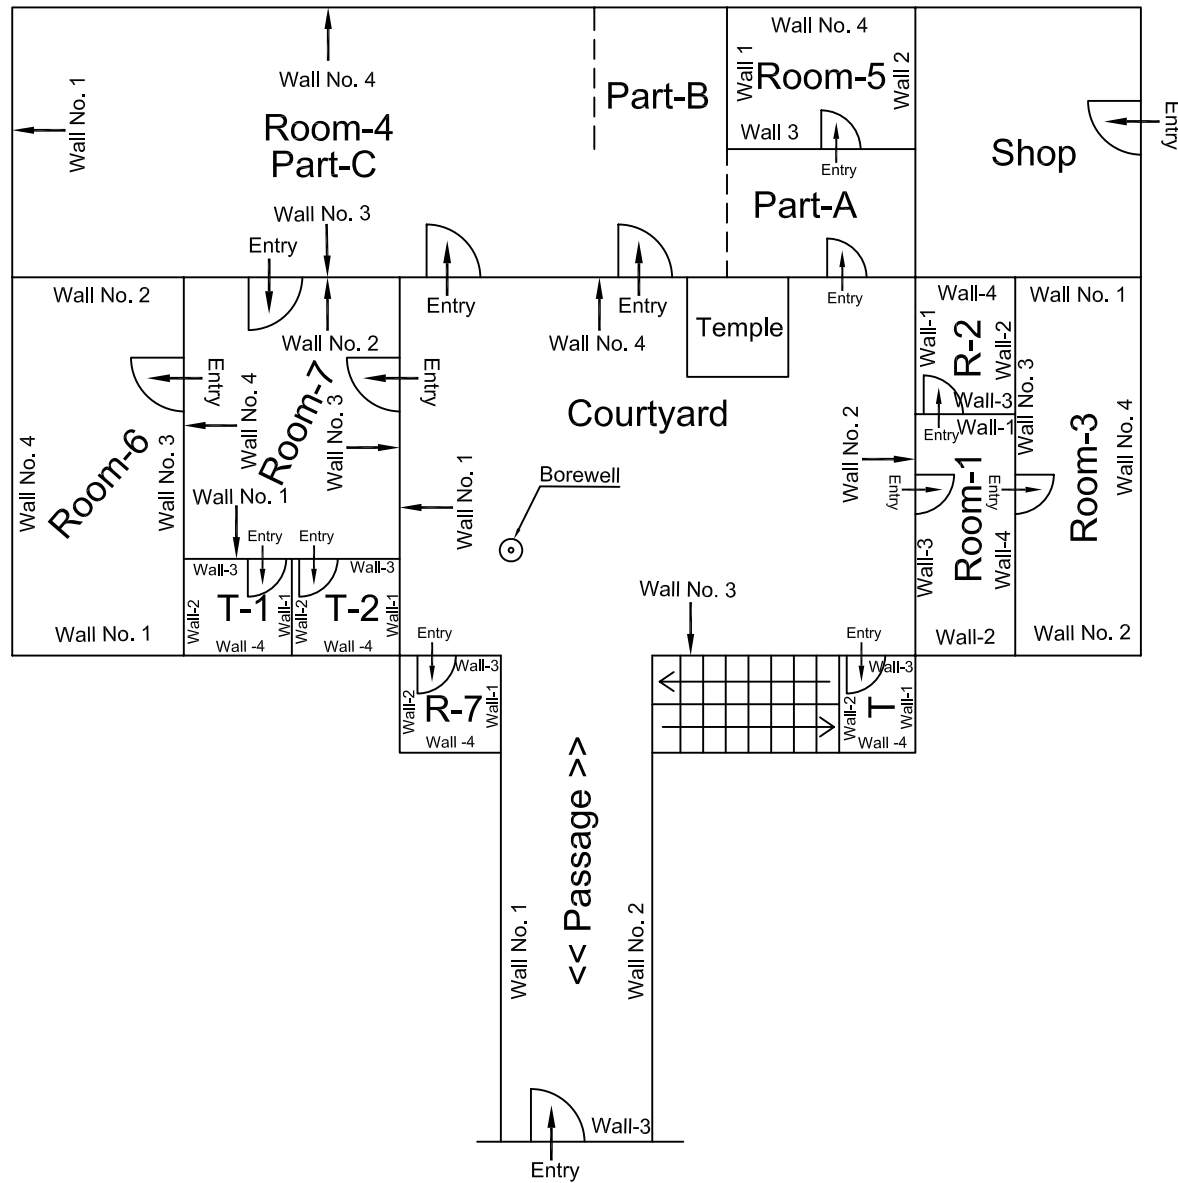 Wall No. 4
Wall No. 1
Wall No. 4
Wall 1
Room-5
Wall 2
Part-B
Room-4
Part-C
Wall 3
Entry
Entry
Shop
Part-A
Wall No. 3
Entry
Entry
Entry
Entry
Wall No. 2
Wall No. 2
Wall No. 4
Temple
Wall-4
Wall No. 1
Wall-1
R-2
Wall-2
Wall-3
Entry
Wall-1
Wall No. 3
Wall No. 4
Room-3
Entry
Wall No. 4
Room-7
Wall No. 3
Entry
Courtyard
Wall No. 2
Wall No. 4
Room-6
Wall No. 3
Wall No. 1
Wall No. 1
Borewell
Entry
Room-1
Entry
Wall-3
Wall-4
Entry
Entry
Wall-3
Wall-3
Wall-2
T-1
Wall-1
Wall-2
T-2
Wall-1
Wall No. 1
Wall -4
Wall -4
Wall No. 3
Entry
Entry
Wall-2
Wall No. 2
Wall-3
Wall-2
R-7
Wall-1
Wall -4
Wall-3
Wall-2
T
Wall-1
Wall -4
<< Passage >>
Wall No. 1
Wall No. 2
Wall-3
Entry